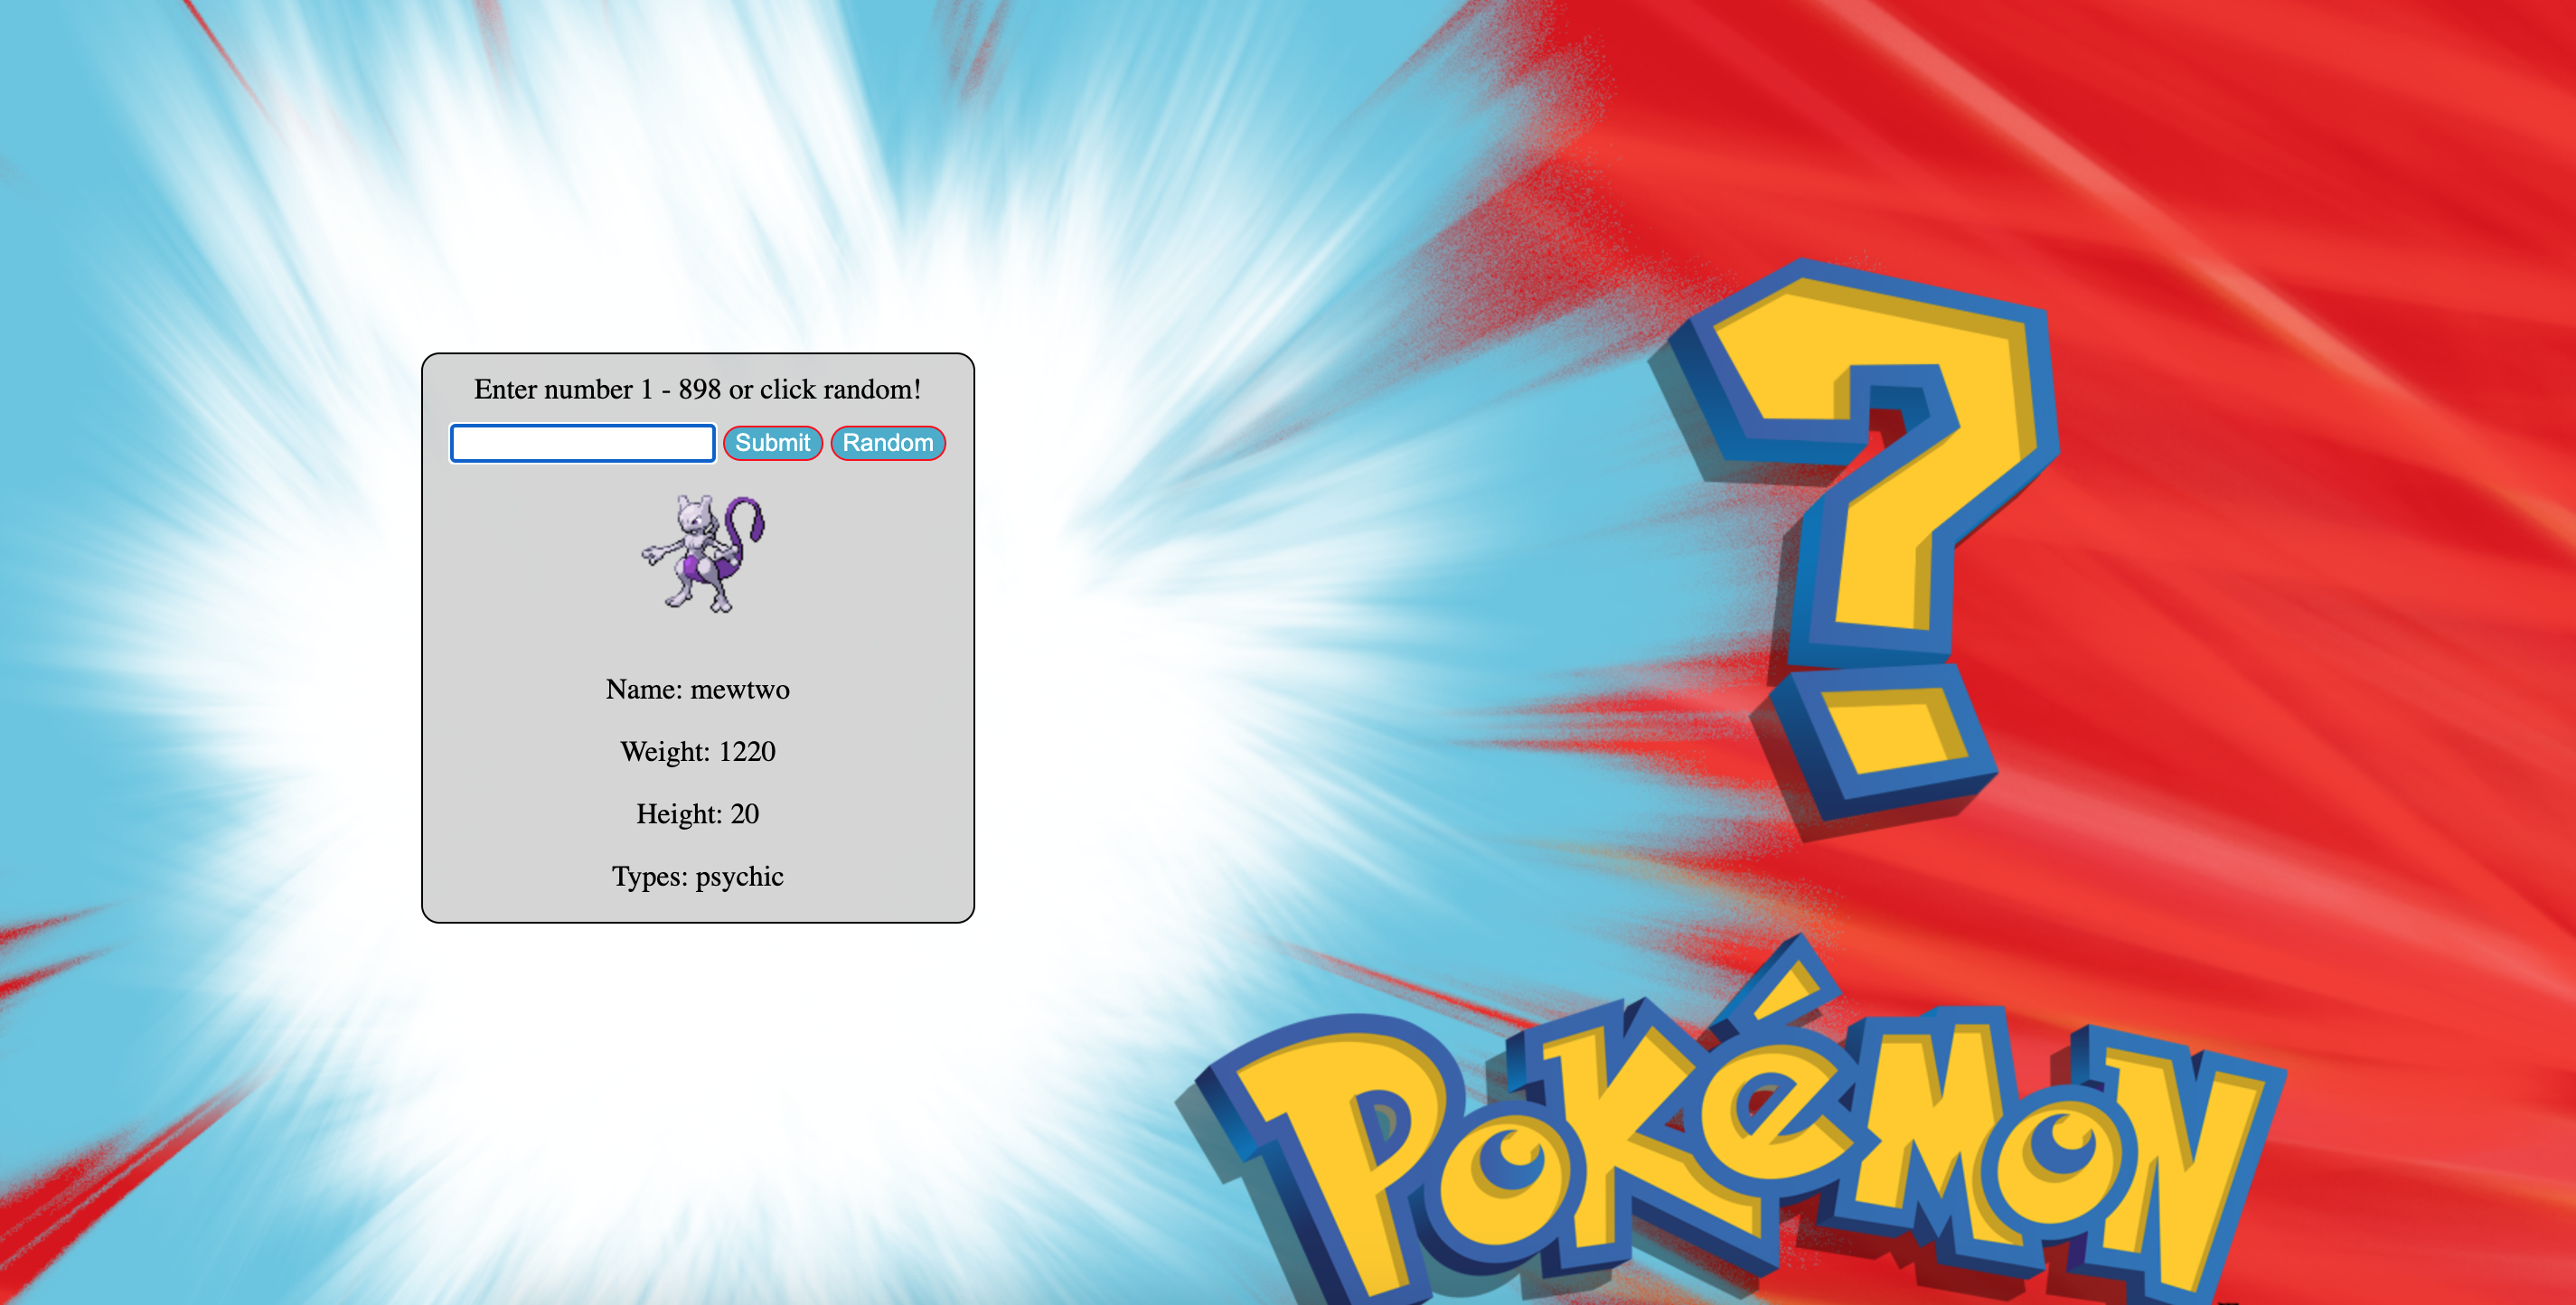 Enter number 1 - 898 or click random!
Submit Random
Name: mewtwo
Weight: 1220
Height: 20
Types: psychic
?
POKéMON